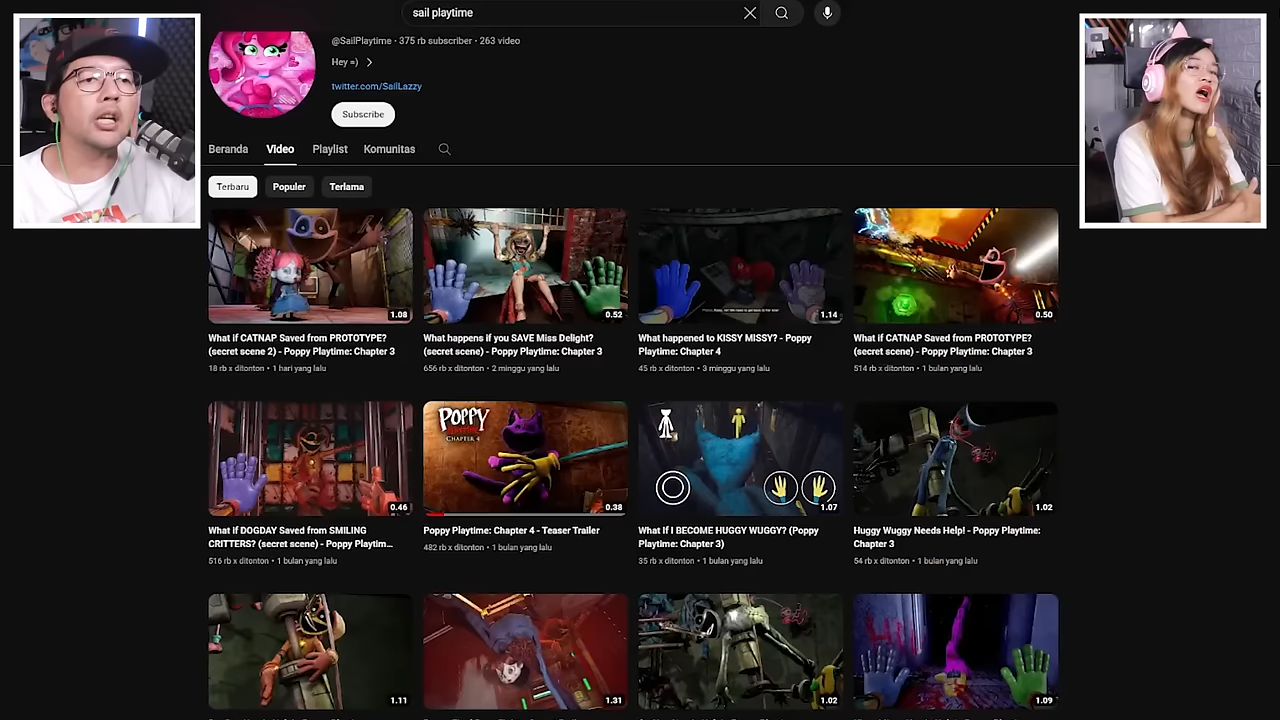 sail playtime
@SailPlaytime • 375 rb subscriber • 263 video
Hey =)
twitter.com/SailLazzy
Subscribe
Beranda Video Playlist Komunitas
Terbaru Populer Terlama
1.08 0.52 1.14 0.50
What if CATNAP Saved from PROTOTYPE?
(secret scene 2) - Poppy Playtime: Chapter 3
18 rb x ditonton • 1 hari yang lalu
What happens if you SAVE Miss Delight?
(secret scene) - Poppy Playtime: Chapter 3
656 rb x ditonton • 2 minggu yang lalu
What happened to KISSY MISSY? - Poppy
Playtime: Chapter 4
45 rb x ditonton • 3 minggu yang lalu
What if CATNAP Saved from PROTOTYPE?
(secret scene) - Poppy Playtime: Chapter 3
514 rb x ditonton • 1 bulan yang lalu
POPPY
CHAPTER 4
0.46 0.38 1.07 1.02
What if DOGDAY Saved from SMILING
CRITTERS? (secret scene) - Poppy Playtim...
516 rb x ditonton • 1 bulan yang lalu
Poppy Playtime: Chapter 4 - Teaser Trailer
482 rb x ditonton • 1 bulan yang lalu
What If I BECOME HUGGY WUGGY? (Poppy
Playtime: Chapter 3)
35 rb x ditonton • 1 bulan yang lalu
Huggy Wuggy Needs Help! - Poppy Playtime:
Chapter 3
54 rb x ditonton • 1 bulan yang lalu
1.11 1.31 1.02 1.09